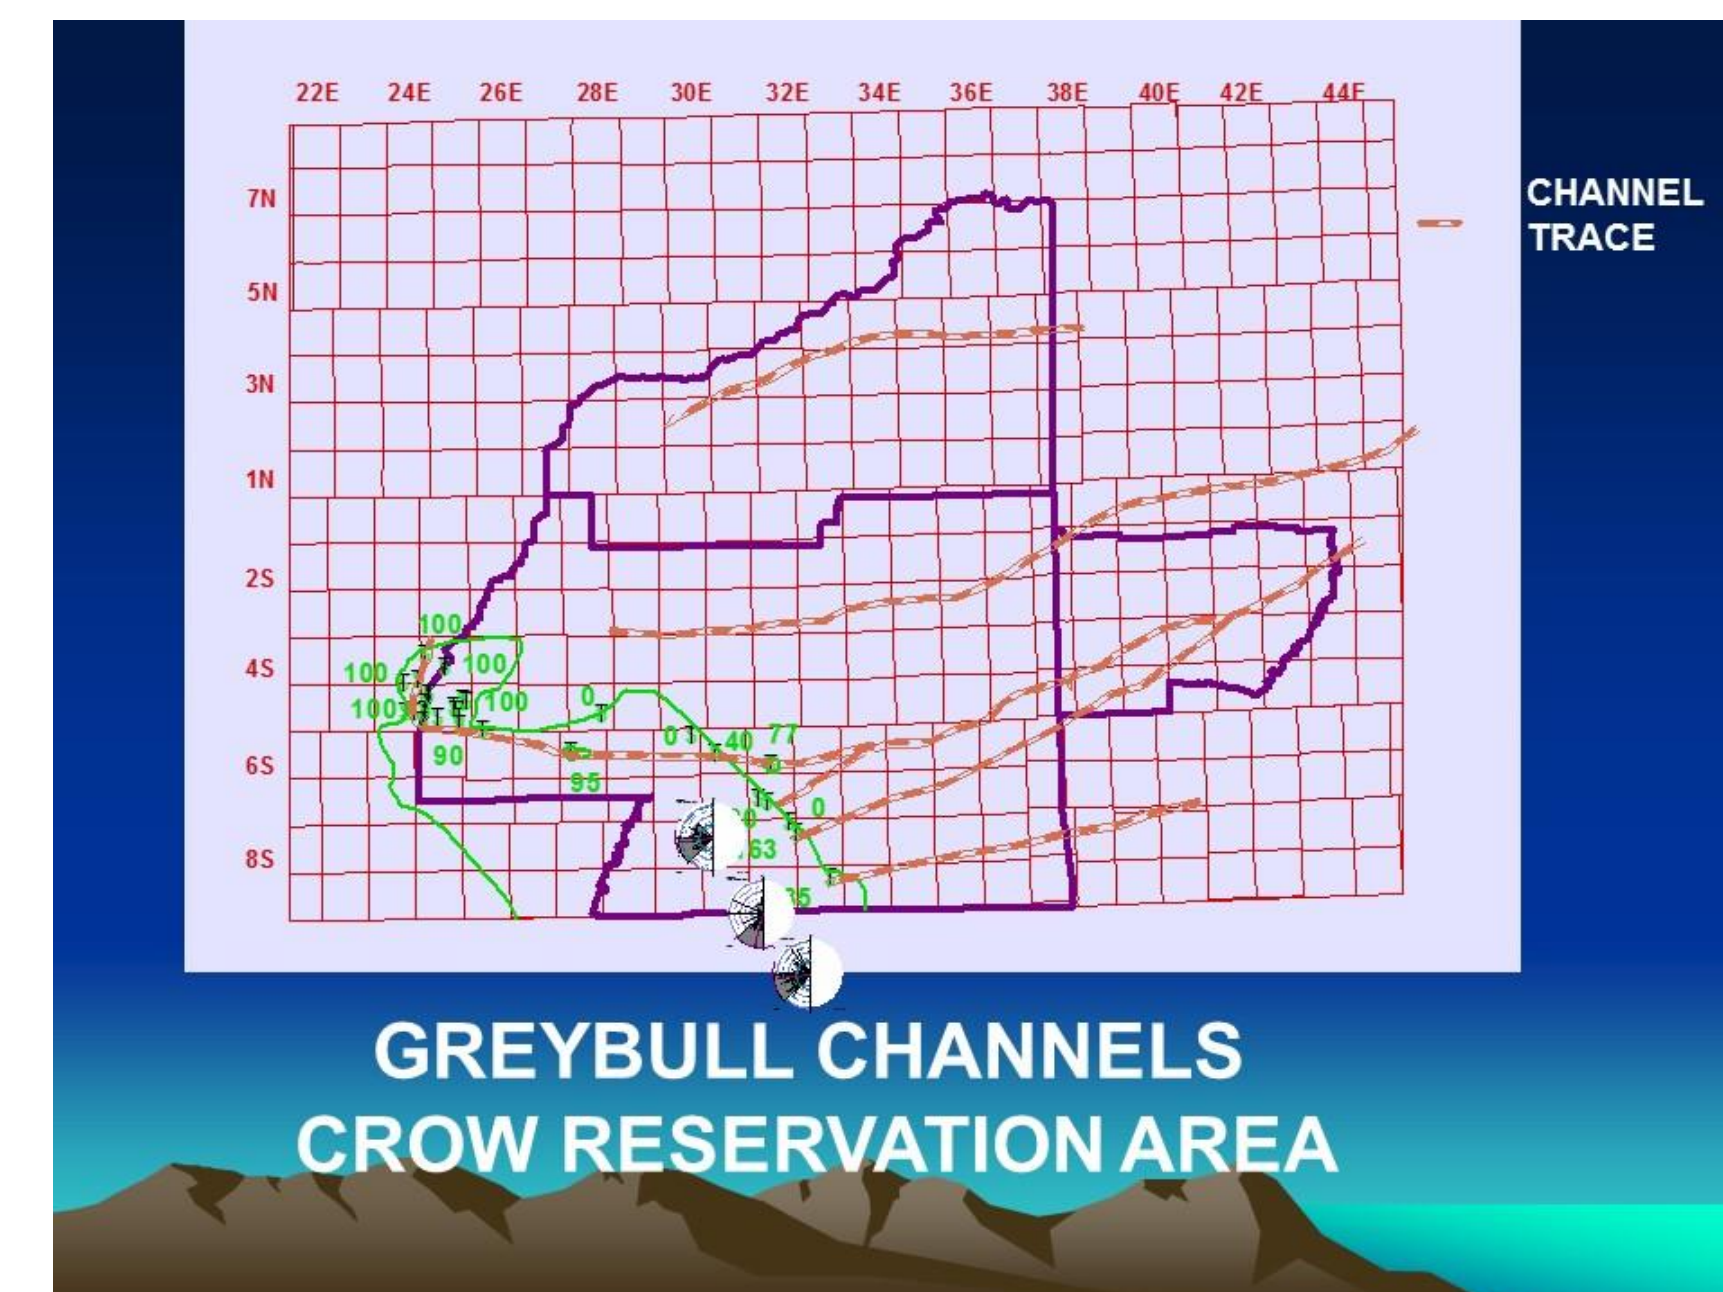 22E 24E 26E 28E 30E 32E 34E 36E 38E 40E 42E 44E
7N
CHANNEL
TRACE
5N
3N
1N
2S
100
4S
100 100
100 100 0
0 40 77
90
6S
0
95
0
63
8S
GREYBULL CHANNELS
CROW RESERVATION AREA